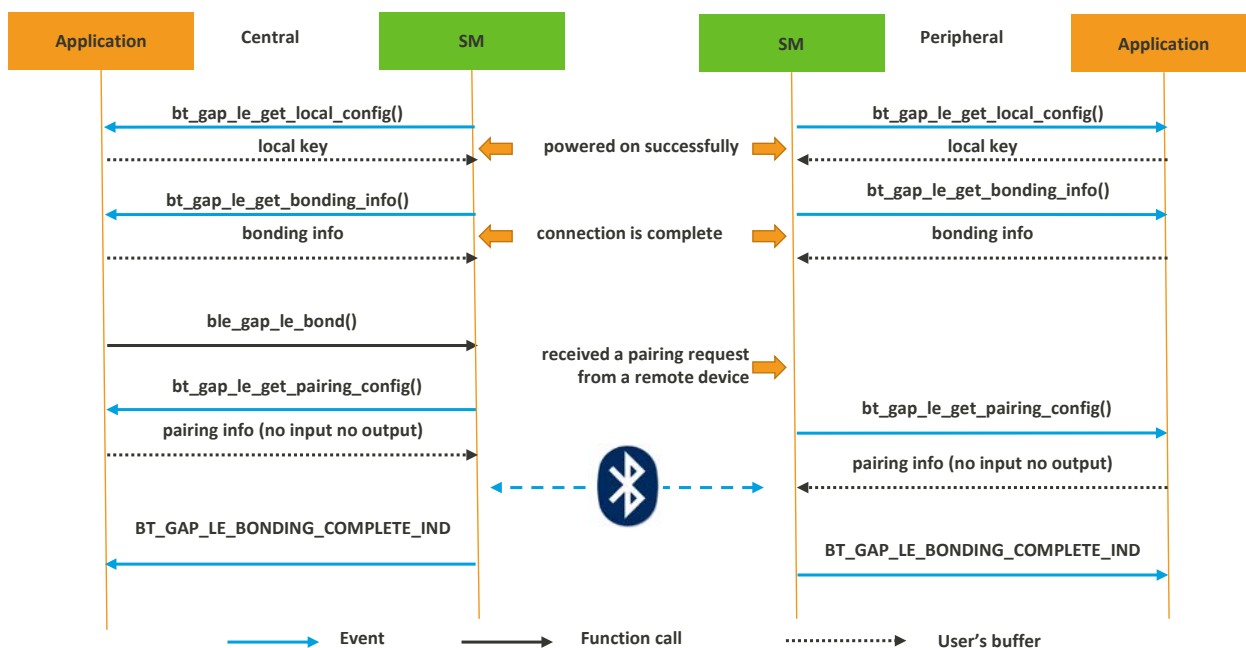 Application
Central
SM
SM
Peripheral
Application
bt_gap_le_get_local_config()
bt_gap_le_get_local_config()
local key
powered on successfully
local key
bt_gap_le_get_bonding_info()
bt_gap_le_get_bonding_info()
bonding info
connection is complete
bonding info
ble_gap_le_bond()
received a pairing request
from a remote device
bt_gap_le_get_pairing_config()
bt_gap_le_get_pairing_config()
pairing info (no input no output)
pairing info (no input no output)
BT_GAP_LE_BONDING_COMPLETE_IND
BT_GAP_LE_BONDING_COMPLETE_IND
Event
Function call
User's buffer